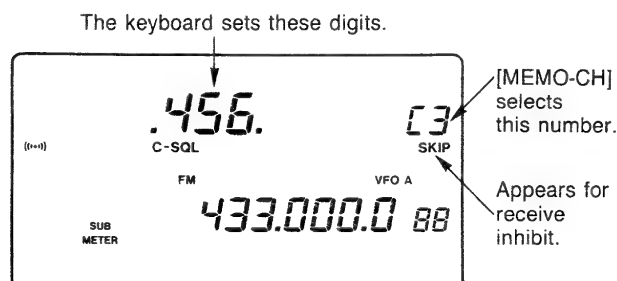 The keyboard sets these digits.
.456. C3
[MEMO-CH]
selects
this number.
((•••)) C-SQL SKIP
FM VFO A
Appears for
receive
inhibit.
433.000.0 88
SUB
METER